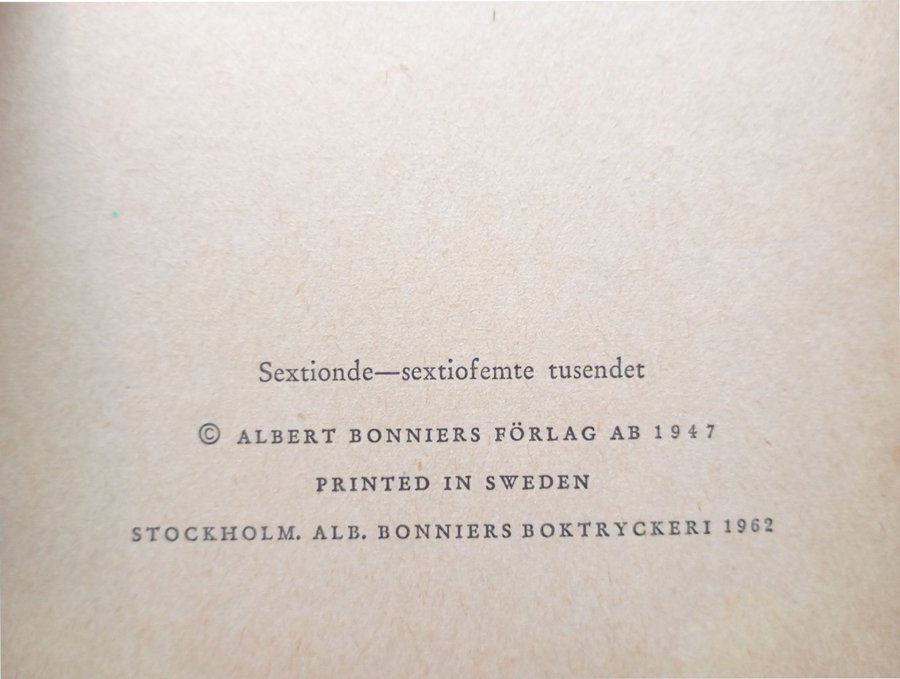 Sextionde—sextiofemte tusendet
© ALBERT BONNIERS FÖRLAG AB 1947
PRINTED IN SWEDEN
STOCKHOLM. ALB. BONNIERS BOKTRYCKERI 1962